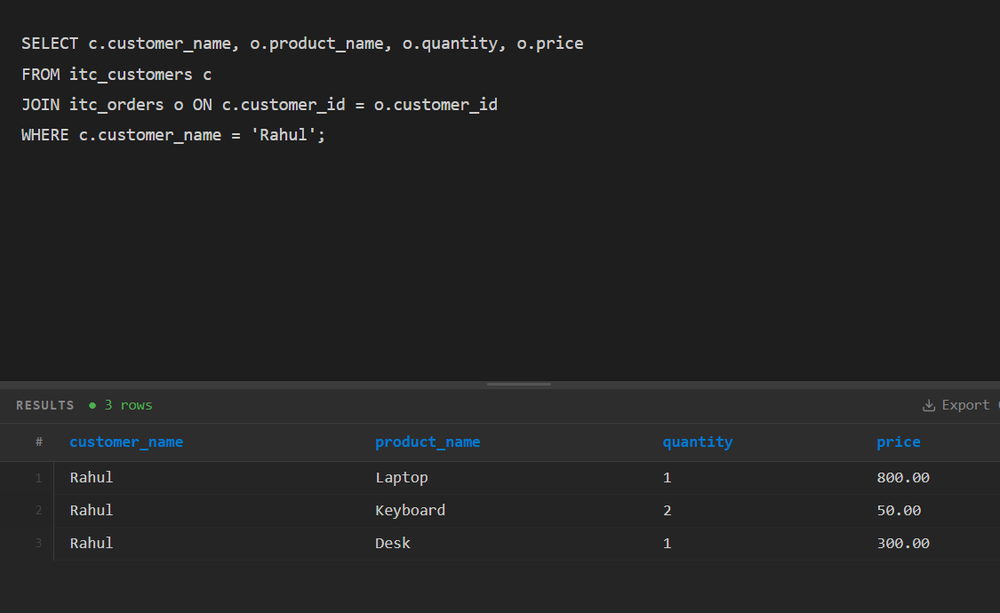 SELECT c.customer_name, o.product_name, o.quantity, o.price
FROM itc_customers c
JOIN itc_orders o ON c.customer_id = o.customer_id
WHERE c.customer_name = 'Rahul';
RESULTS ● 3 rows Export
# customer_name product_name quantity price
1 Rahul Laptop 1 800.00
2 Rahul Keyboard 2 50.00
3 Rahul Desk 1 300.00